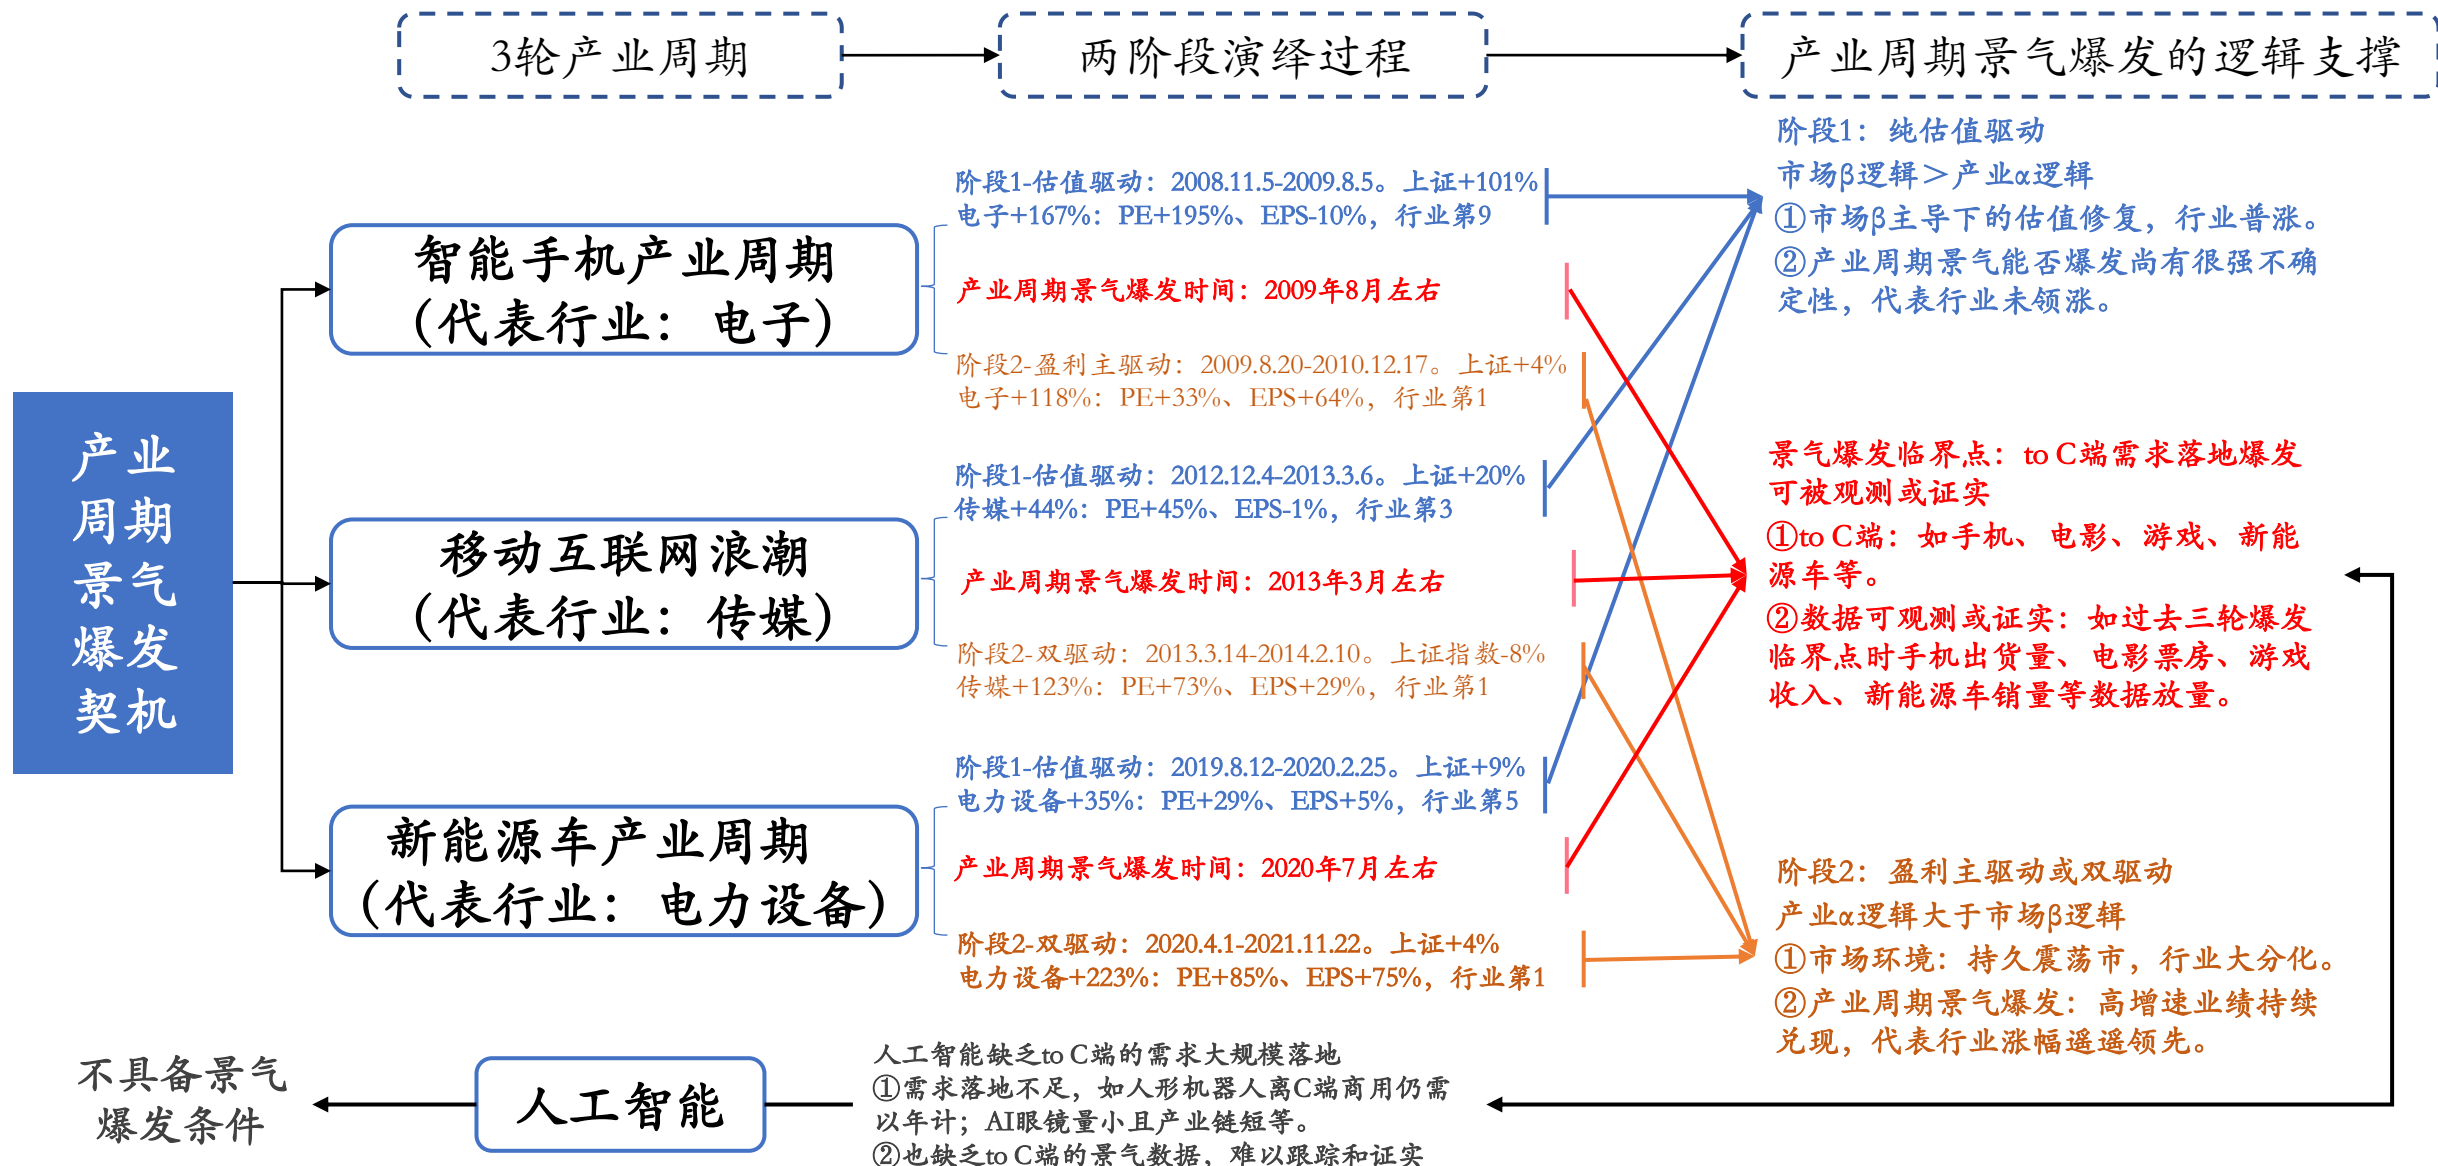 3轮产业周期
两阶段演绎过程
产业周期景气爆发的逻辑支撑
产业
周期
景气
爆发
契机
智能手机产业周期
（代表行业：电子）
阶段1-估值驱动：2008.11.5-2009.8.5。上证+101%
电子+167%：PE+195%、EPS-10%，行业第9
产业周期景气爆发时间：2009年8月左右
阶段2-盈利主驱动：2009.8.20-2010.12.17。上证+4%
电子+118%：PE+33%、EPS+64%，行业第1
移动互联网浪潮
（代表行业：传媒）
阶段1-估值驱动：2012.12.4-2013.3.6。上证+20%
传媒+44%：PE+45%、EPS-1%，行业第3
产业周期景气爆发时间：2013年3月左右
阶段2-双驱动：2013.3.14-2014.2.10。上证指数-8%
传媒+123%：PE+73%、EPS+29%，行业第1
新能源车产业周期
（代表行业：电力设备）
阶段1-估值驱动：2019.8.12-2020.2.25。上证+9%
电力设备+35%：PE+29%、EPS+5%，行业第5
产业周期景气爆发时间：2020年7月左右
阶段2-双驱动：2020.4.1-2021.11.22。上证+4%
电力设备+223%：PE+85%、EPS+75%，行业第1
阶段1：纯估值驱动
市场β逻辑＞产业α逻辑
①市场β主导下的估值修复，行业普涨。
②产业周期景气能否爆发尚有很强不确
定性，代表行业未领涨。
景气爆发临界点：to C端需求落地爆发
可被观测或证实
①to C端：如手机、电影、游戏、新能
源车等。
②数据可观测或证实：如过去三轮爆发
临界点时手机出货量、电影票房、游戏
收入、新能源车销量等数据放量。
阶段2：盈利主驱动或双驱动
产业α逻辑大于市场β逻辑
①市场环境：持久震荡市，行业大分化。
②产业周期景气爆发：高增速业绩持续
兑现，代表行业涨幅遥遥领先。
不具备景气
爆发条件
人工智能
人工智能缺乏to C端的需求大规模落地
①需求落地不足，如人形机器人离C端商用仍需
以年计；AI眼镜量小且产业链短等。
②也缺乏to C端的景气数据，难以跟踪和证实